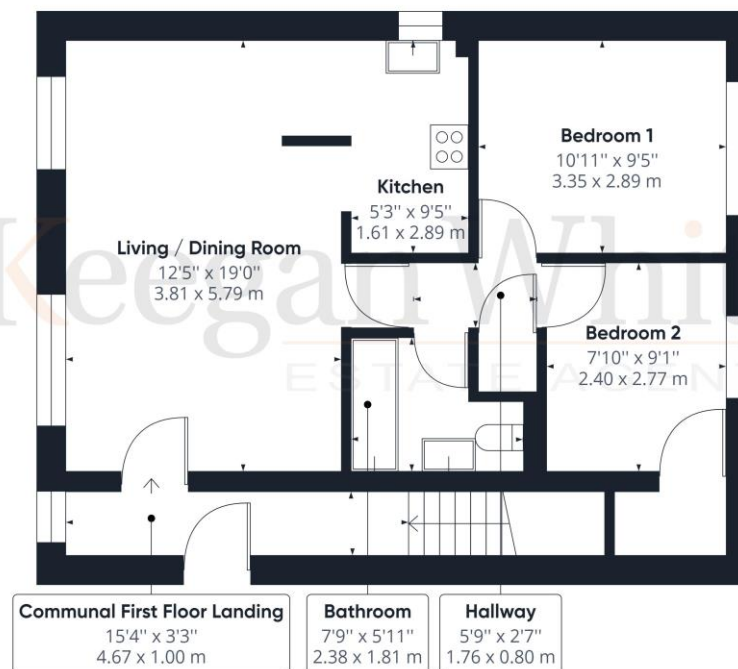 Bedroom 1
10'11" x 9'5"
3.35 x 2.89 m
Kitchen
5'3" x 9'5"
1.61 x 2.89 m
Living / Dining Room
12'5" x 19'0"
3.81 x 5.79 m
Keegan Whi
ESTATE AGENT
Bedroom 2
7'10" x 9'1"
2.40 x 2.77 m
Communal First Floor Landing
15'4" x 3'3"
4.67 x 1.00 m
Bathroom
7'9" x 5'11"
2.38 x 1.81 m
Hallway
5'9" x 2'7"
1.76 x 0.80 m